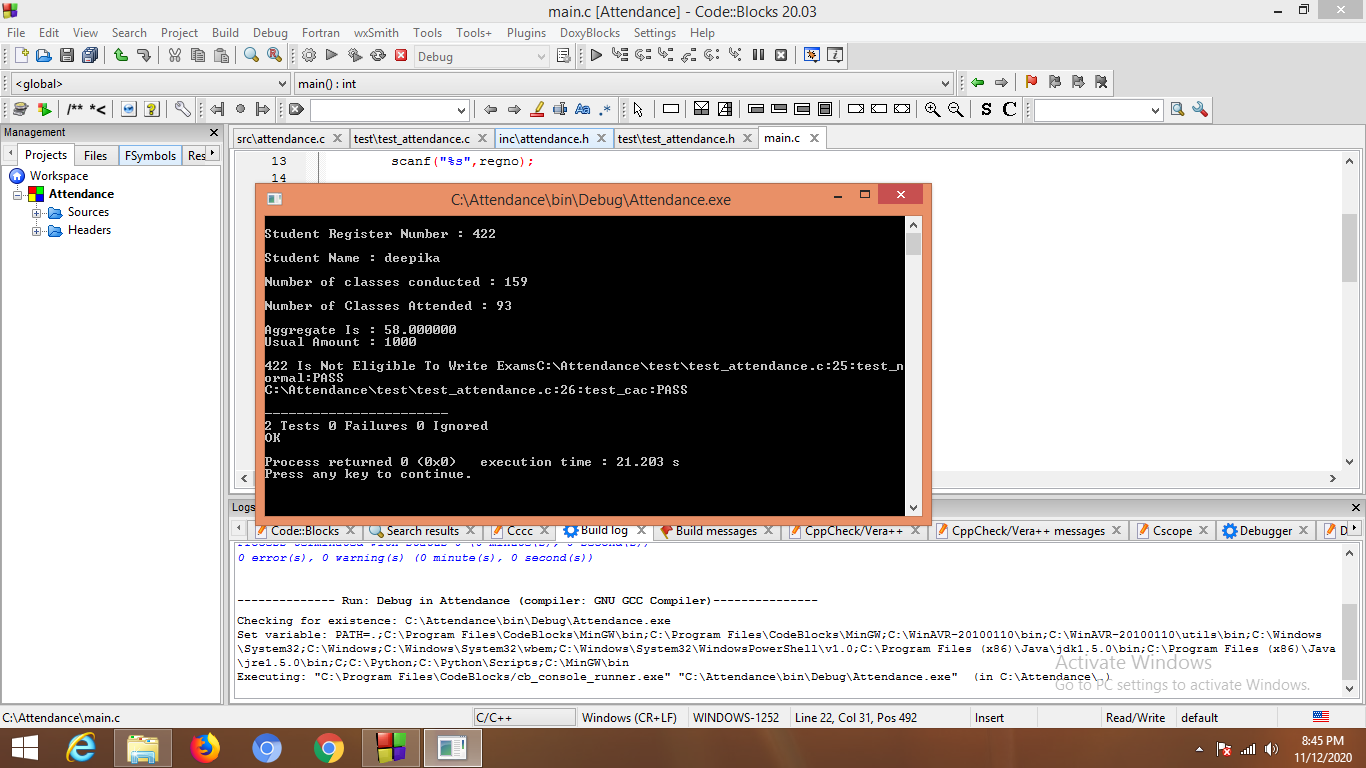 main.c [Attendance] - Code::Blocks 20.03
File Edit View Search Project Build Debug Fortran wxSmith Tools Tools+ Plugins DoxyBlocks Settings Help
Debug
<global> main() : int
/** *< Aa .* S C
Management
src\attendance.c test\test_attendance.c inc\attendance.h test\test_attendance.h main.c
Projects Files FSymbols Res
Workspace
Attendance
Sources
Headers
13 scanf("%s",regno);
14
C:\Attendance\bin\Debug\Attendance.exe
Student Register Number : 422
Student Name : deepika
Number of classes conducted : 159
Number of Classes Attended : 93
Aggregate Is : 58.000000
Usual Amount : 1000
422 Is Not Eligible To Write ExamsC:\Attendance\test\test_attendance.c:25:test_n
ormal:PASS
C:\Attendance\test\test_attendance.c:26:test_cac:PASS
-----------------------
2 Tests 0 Failures 0 Ignored
OK
Process returned 0 (0x0) execution time : 21.203 s
Press any key to continue.
Logs
Code::Blocks Search results Cccc Build log Build messages CppCheck/Vera++ CppCheck/Vera++ messages Cscope Debugger D
0 error(s), 0 warning(s) (0 minute(s), 0 second(s))
-------------- Run: Debug in Attendance (compiler: GNU GCC Compiler)---------------
Checking for existence: C:\Attendance\bin\Debug\Attendance.exe
Set variable: PATH=.;C:\Program Files\CodeBlocks\MinGW\bin;C:\Program Files\CodeBlocks\MinGW;C:\WinAVR-20100110\bin;C:\WinAVR-20100110\utils\bin;C:\Windows
\System32;C:\Windows;C:\Windows\System32\wbem;C:\Windows\System32\WindowsPowerShell\v1.0;C:\Program Files (x86)\Java\jdk1.5.0\bin;C:\Program Files (x86)\Java
\jre1.5.0\bin;C;C:\Python;C:\Python\Scripts;C:\MinGW\bin
Executing: "C:\Program Files\CodeBlocks/cb_console_runner.exe" "C:\Attendance\bin\Debug\Attendance.exe" (in C:\Attendance\.)
Activate Windows
Go to PC settings to activate Windows.
C:\Attendance\main.c C/C++ Windows (CR+LF) WINDOWS-1252 Line 22, Col 31, Pos 492 Insert Read/Write default
8:45 PM
11/12/2020